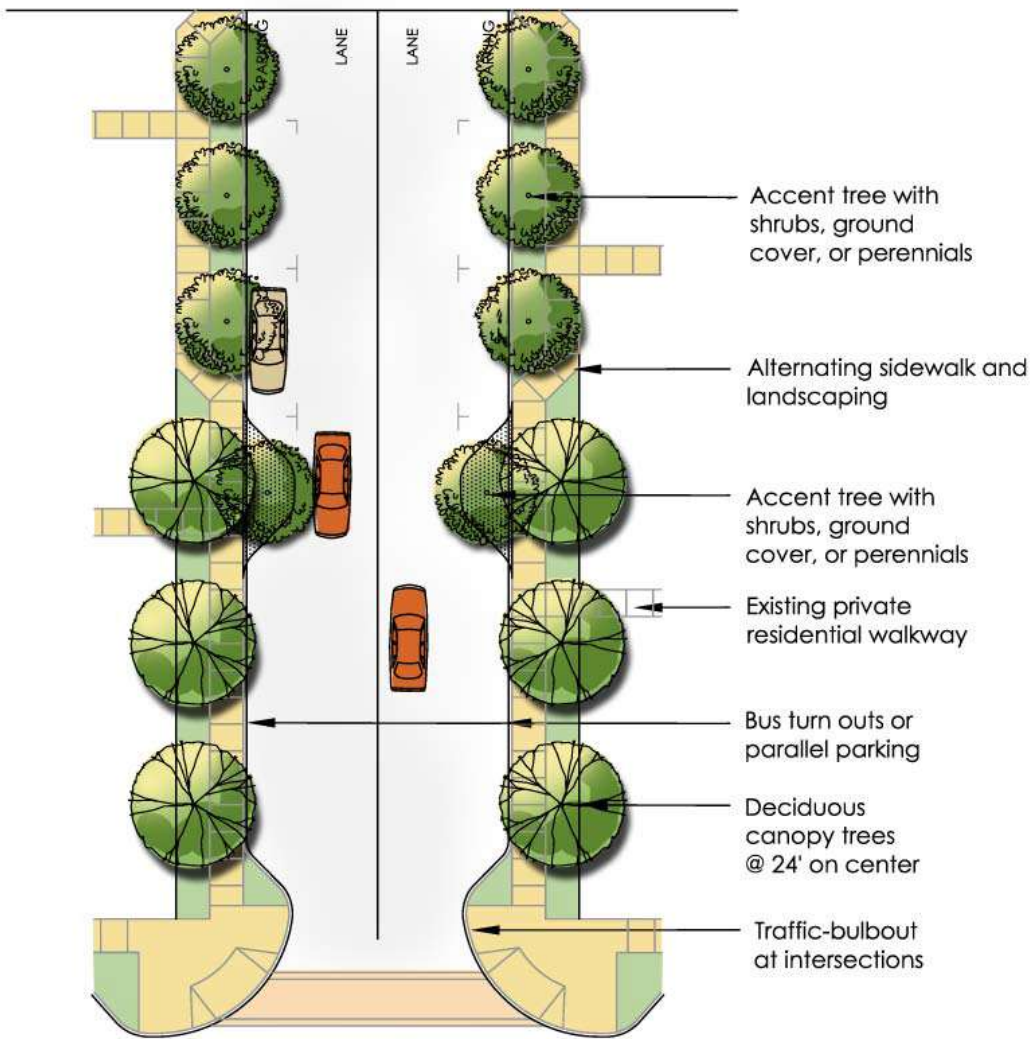 PARKING
LANE
LANE
PARKING
Accent tree with
shrubs, ground
cover, or perennials
Alternating sidewalk and
landscaping
Accent tree with
shrubs, ground
cover, or perennials
Existing private
residential walkway
Bus turn outs or
parallel parking
Deciduous
canopy trees
@ 24' on center
Traffic-bulbout
at intersections